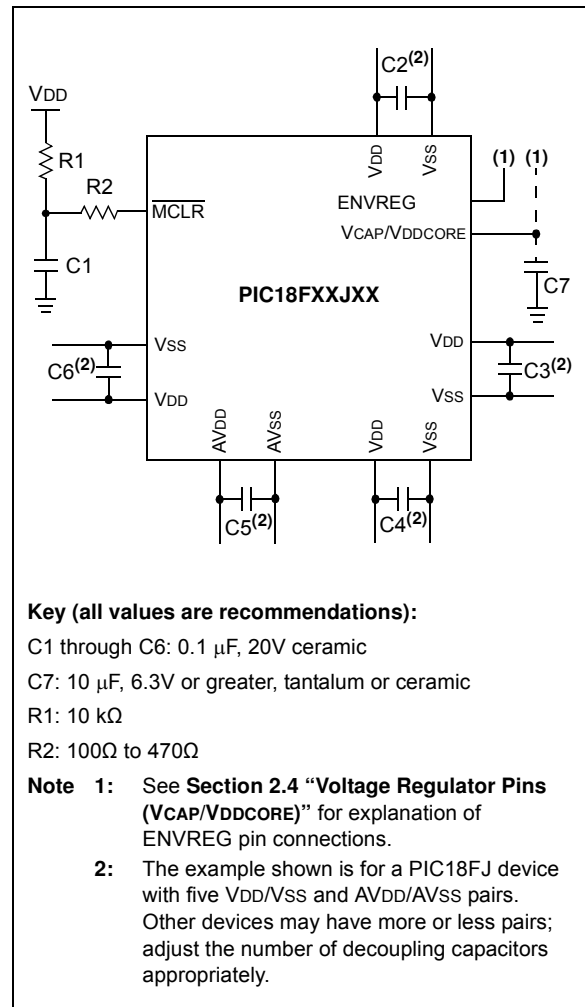 C2(2)
VDD
R1
R2
MCLR
C1
VDD
VSS
ENVREG
VCAP/VDDCORE
(1) (1)
C7
PIC18FXXJXX
VSS
C6(2)
VDD
VDD
C3(2)
VSS
AVDD
AVSS
VDD
VSS
C5(2)
C4(2)
Key (all values are recommendations):
C1 through C6: 0.1 μF, 20V ceramic
C7: 10 μF, 6.3V or greater, tantalum or ceramic
R1: 10 kΩ
R2: 100Ω to 470Ω
Note 1: See Section 2.4 “Voltage Regulator Pins
(VCAP/VDDCORE)” for explanation of
ENVREG pin connections.
2: The example shown is for a PIC18FJ device
with five VDD/VSS and AVDD/AVSS pairs.
Other devices may have more or less pairs;
adjust the number of decoupling capacitors
appropriately.